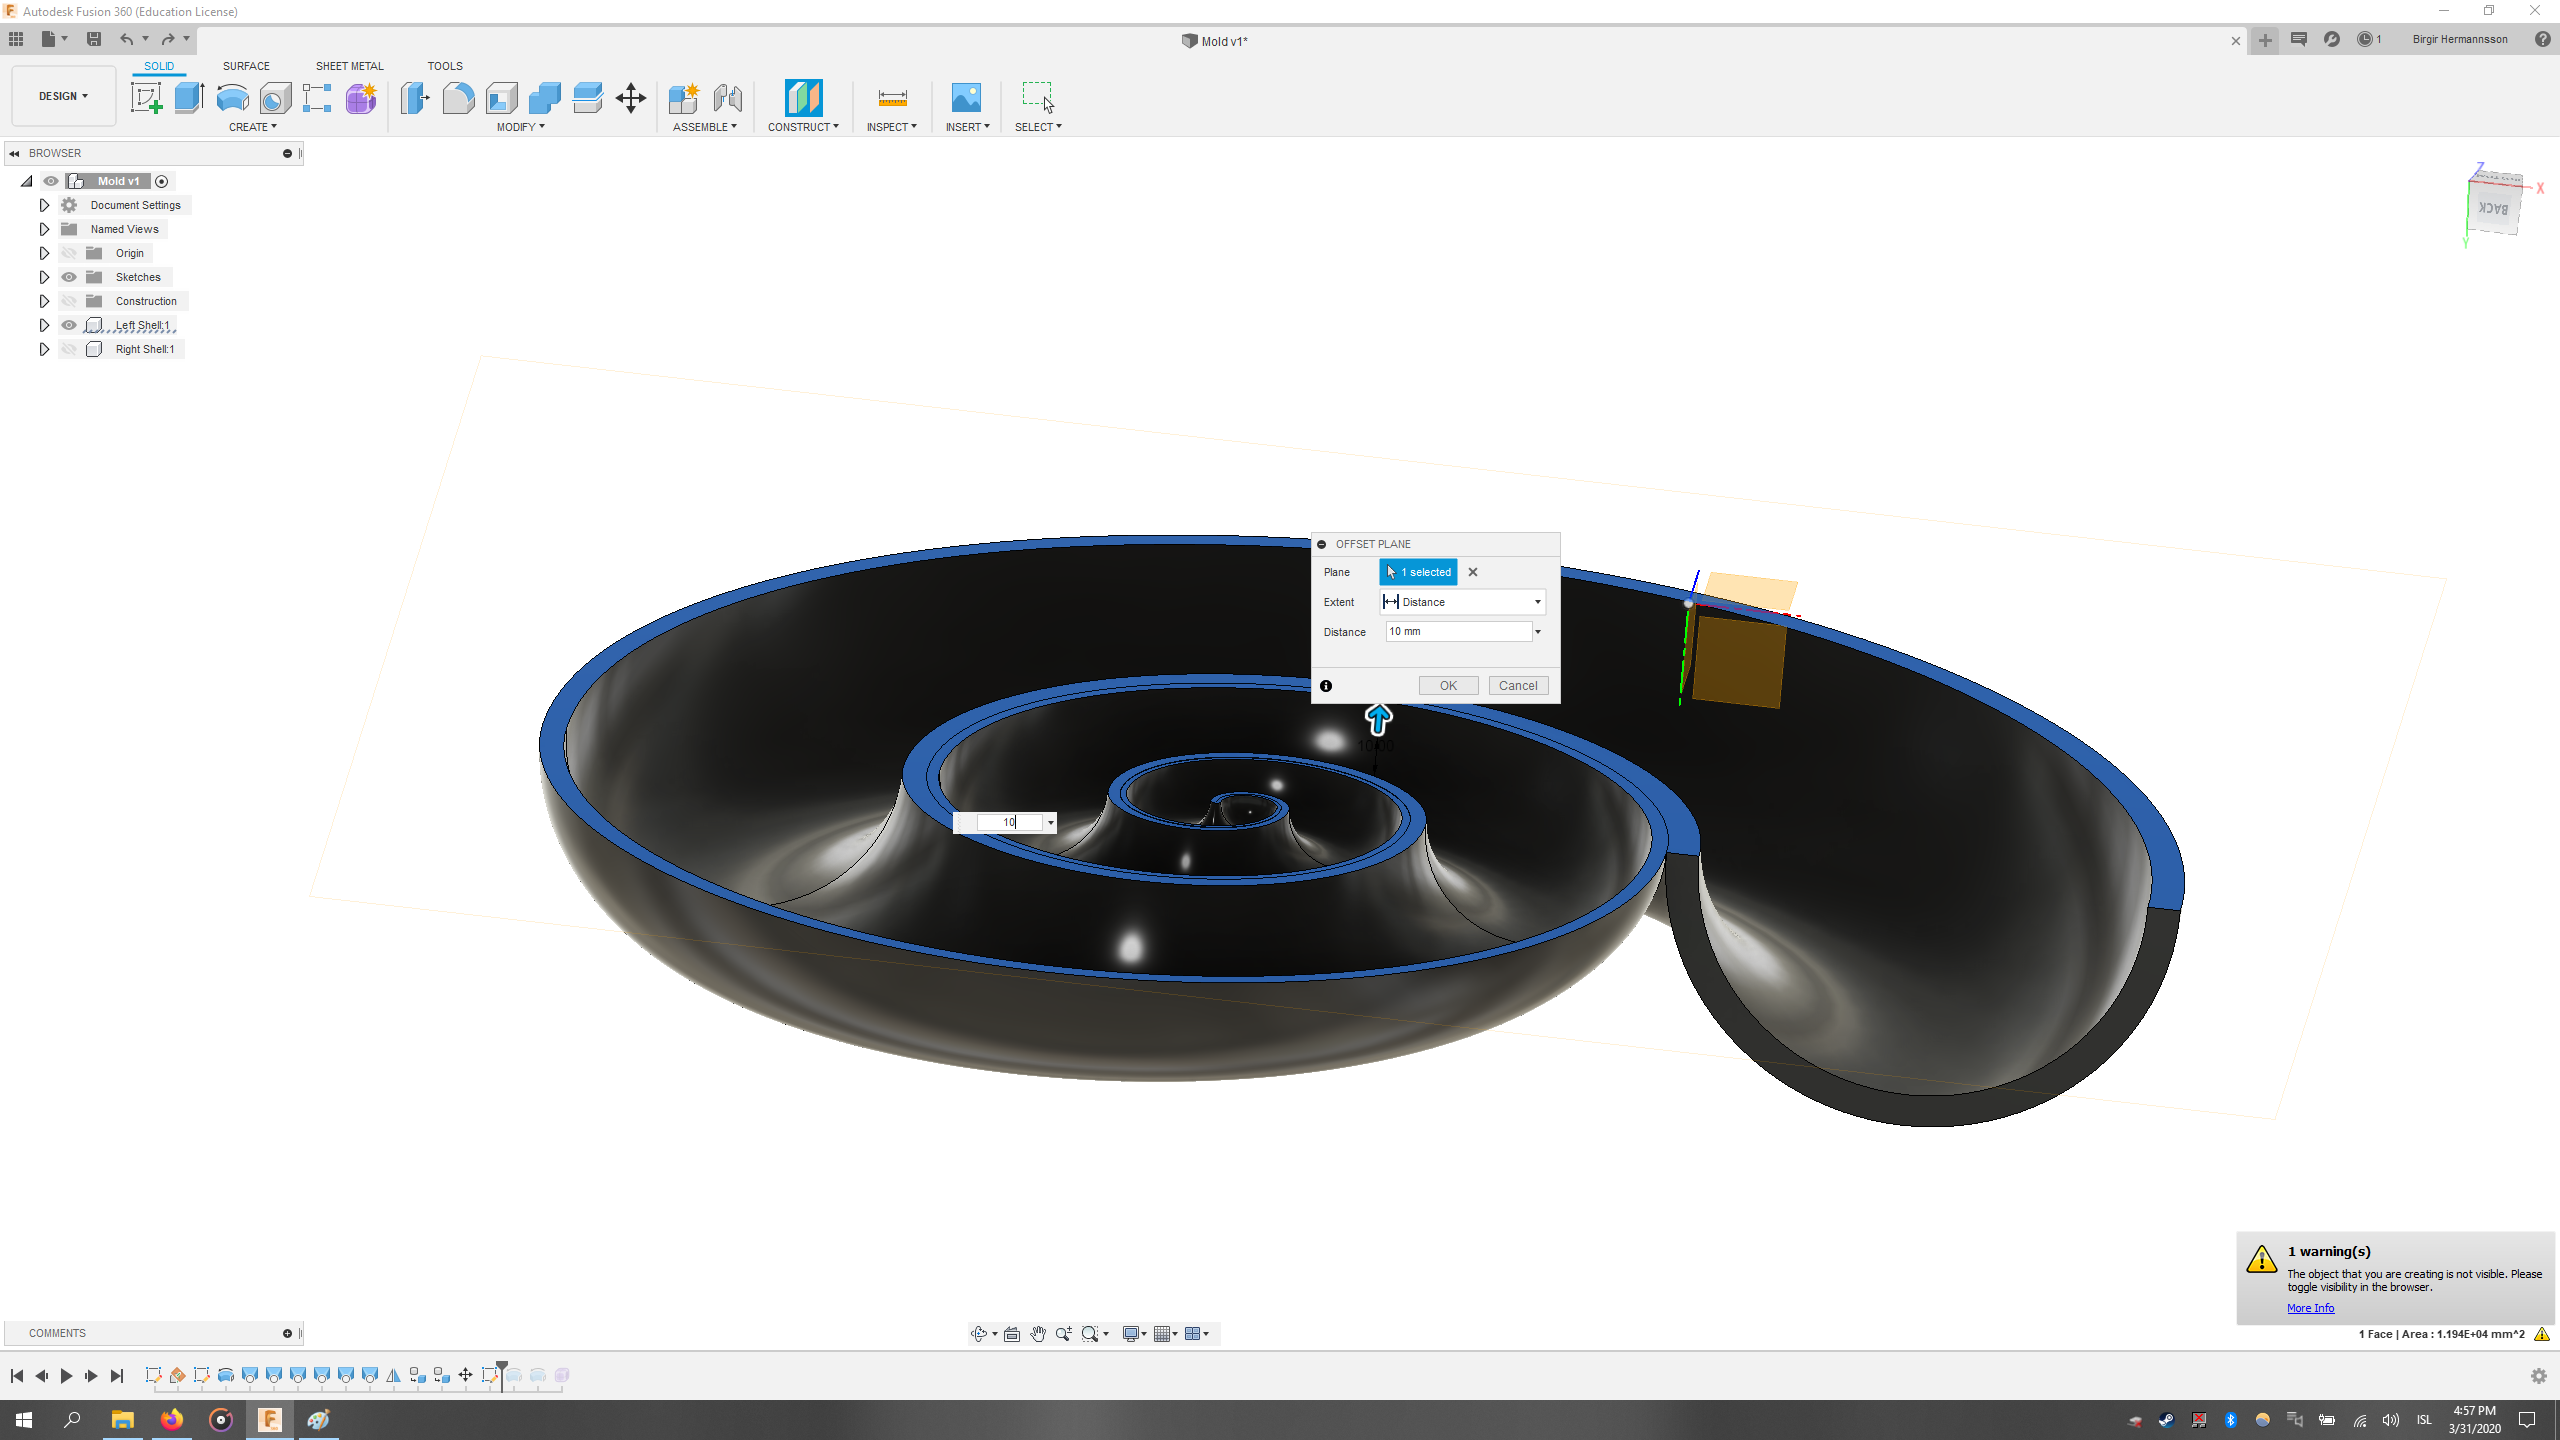 Autodesk Fusion 360 (Education License)
Mold v1*
1
Birgir Hermannsson
DESIGN
SOLID
SURFACE
SHEET METAL
TOOLS
CREATE
MODIFY
ASSEMBLE
CONSTRUCT
INSPECT
INSERT
SELECT
BROWSER
Mold v1
Document Settings
Named Views
Origin
Sketches
Construction
Left Shell:1
Right Shell:1
Z
X
BACK
Y
OFFSET PLANE
Plane
1 selected
Extent
Distance
Distance
10 mm
OK
Cancel
10.00
10
1 warning(s)
The object that you are creating is not visible. Please
toggle visibility in the browser.
More Info
COMMENTS
1 Face | Area : 1.194E+04 mm^2
ISL
4:57 PM
3/31/2020